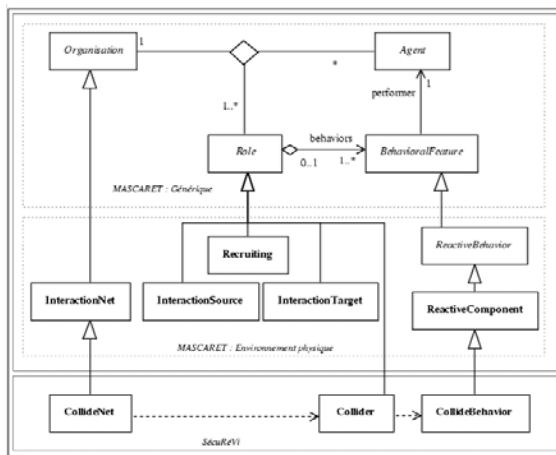 Organisation
1
Agent
*
performer
1
1..*
behaviors
Role
BehavioralFeature
0..1
1..*
MASCARET : Générique
ReactiveBehavior
Recruiting
InteractionNet
InteractionSource
InteractionTarget
ReactiveComponent
MASCARET : Environnement physique
CollideNet
Collider
CollideBehavior
SécuRéVi